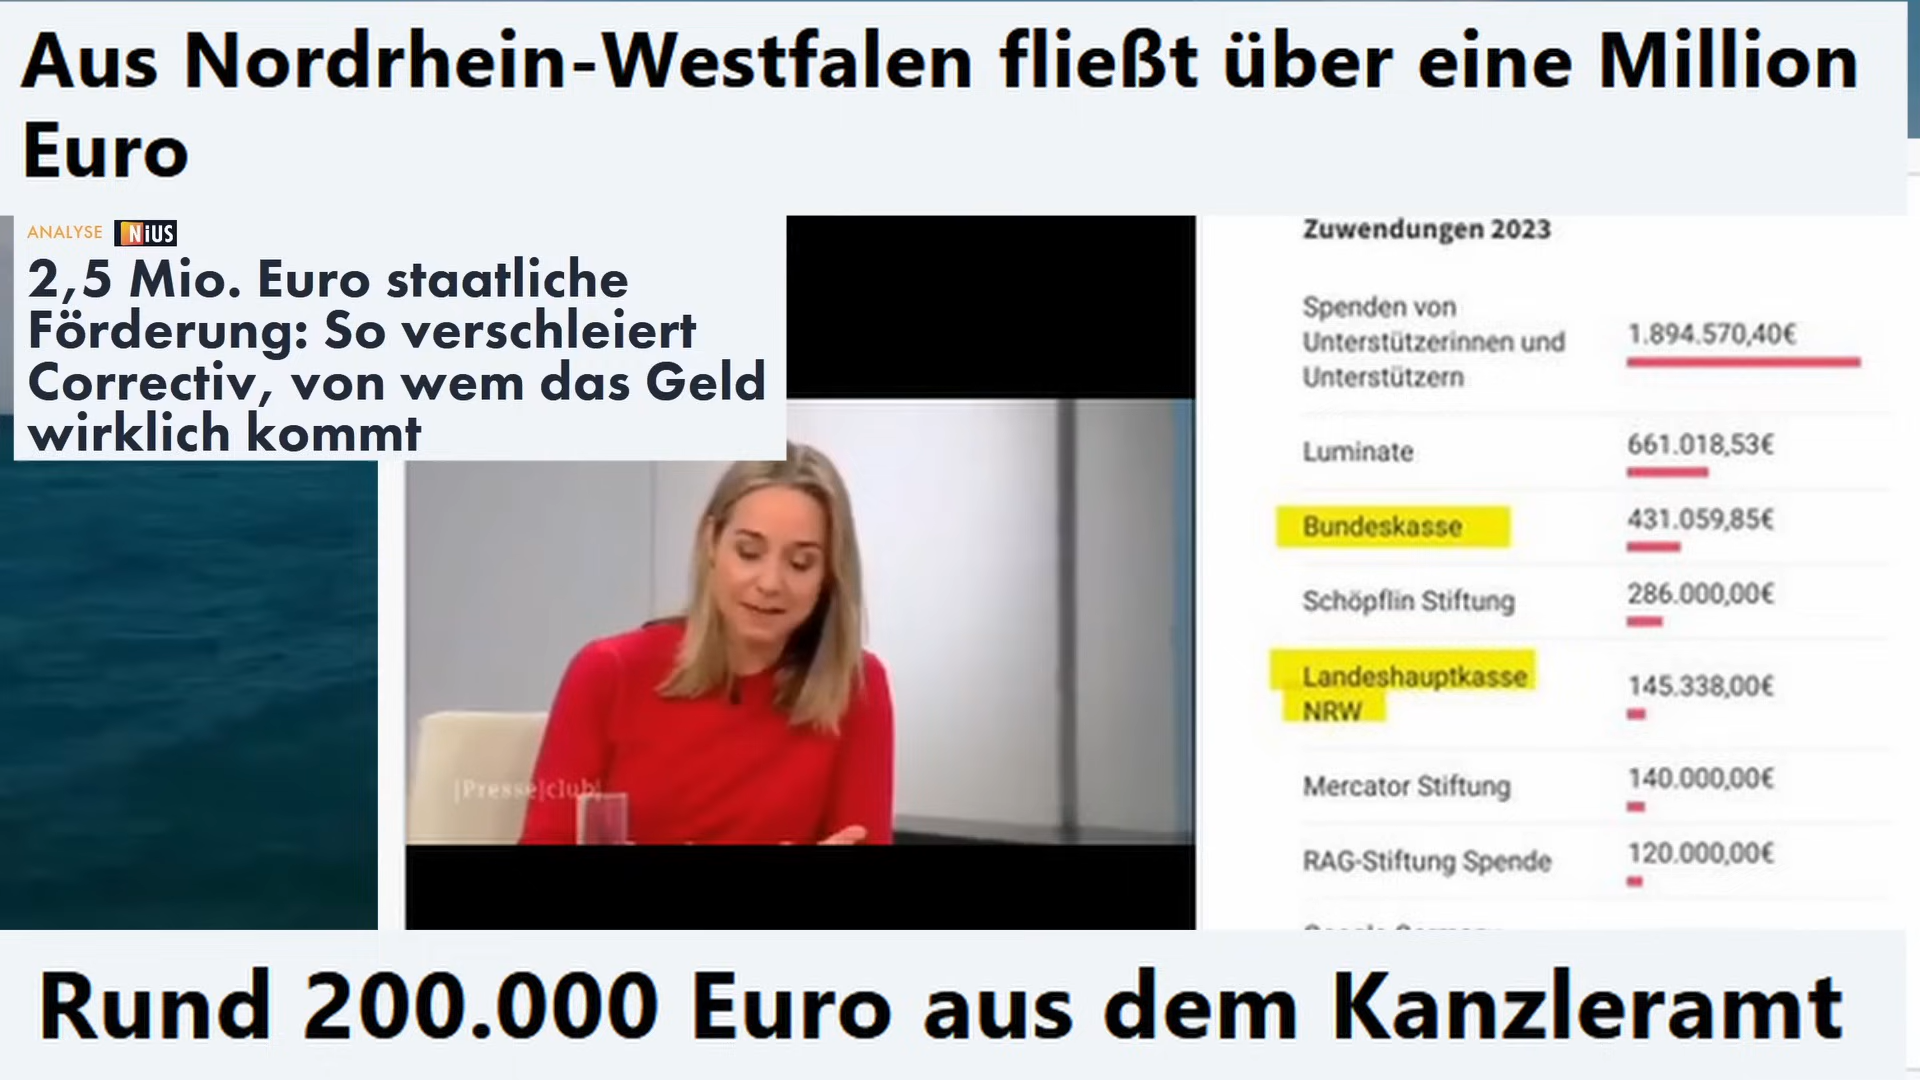 Aus Nordrhein-Westfalen fließt über eine Million
Euro
ANALYSE NiUS
2,5 Mio. Euro staatliche
Förderung: So verschleiert
Correctiv, von wem das Geld
wirklich kommt
|Presse|club|
Zuwendungen 2023
Spenden von
Unterstützerinnen und
Unterstützern
1.894.570,40€
Luminate 661.018,53€
Bundeskasse 431.059,85€
Schöpflin Stiftung 286.000,00€
Landeshauptkasse
NRW
145.338,00€
Mercator Stiftung 140.000,00€
RAG-Stiftung Spende 120.000,00€
Rund 200.000 Euro aus dem Kanzleramt